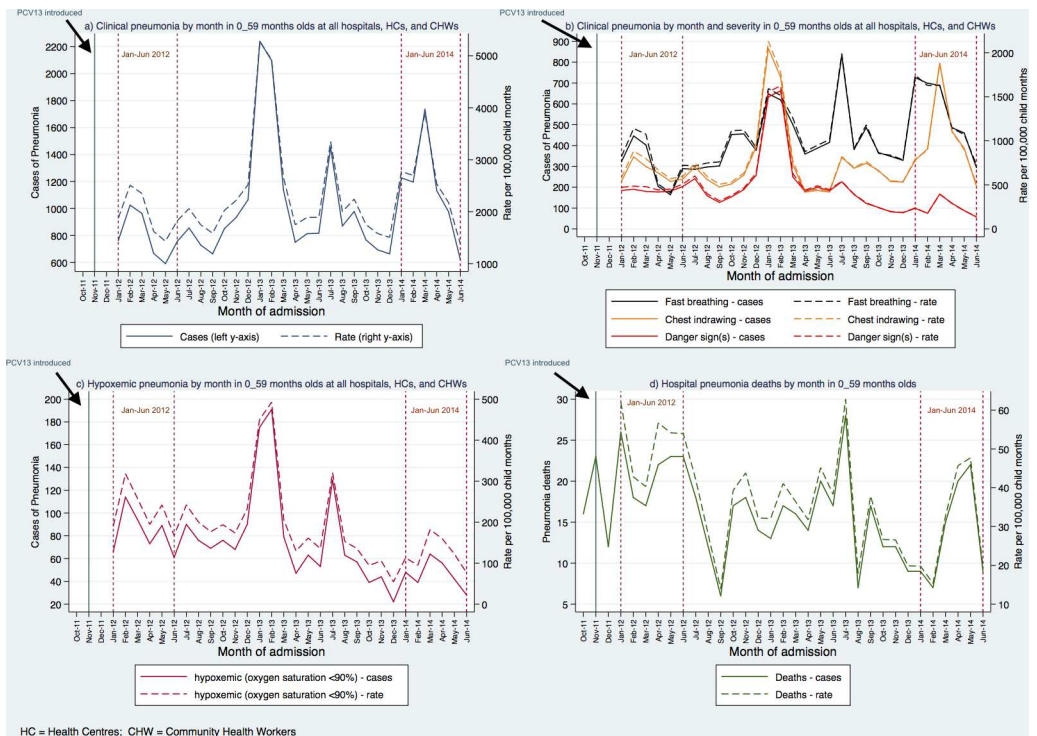 PCV13 introduced
a) Clinical pneumonia by month in 0_59 months olds at all hospitals, HCs, and CHWs
Jan-Jun 2012
Jan-Jun 2014
Cases of Pneumonia
2200
2000
1800
1600
1400
1200
1000
800
600
5000
4000
3000
2000
1000
Rate per 100,000 child months
Oct-11 Nov-11 Dec-11 Jan-12 Feb-12 Mar-12 Apr-12 May-12 Jun-12 Jul-12 Aug-12 Sep-12 Oct-12 Nov-12 Dec-12 Jan-13 Feb-13 Mar-13 Apr-13 May-13 Jun-13 Jul-13 Aug-13 Sep-13 Oct-13 Nov-13 Dec-13 Jan-14 Feb-14 Mar-14 Apr-14 May-14 Jun-14
Month of admission
Cases (left y-axis) Rate (right y-axis)
PCV13 introduced
b) Clinical pneumonia by month and severity in 0_59 months olds at all hospitals, HCs, and CHWs
Jan-Jun 2012
Jan-Jun 2014
Cases of Pneumonia
900
800
700
600
500
400
300
200
100
0
2000
1500
1000
500
0
Rate per 100,000 child months
Oct-11 Nov-11 Dec-11 Jan-12 Feb-12 Mar-12 Apr-12 May-12 Jun-12 Jul-12 Aug-12 Sep-12 Oct-12 Nov-12 Dec-12 Jan-13 Feb-13 Mar-13 Apr-13 May-13 Jun-13 Jul-13 Aug-13 Sep-13 Oct-13 Nov-13 Dec-13 Jan-14 Feb-14 Mar-14 Apr-14 May-14 Jun-14
Month of admission
Fast breathing - cases Fast breathing - rate
Chest indrawing - cases Chest indrawing - rate
Danger sign(s) - cases Danger sign(s) - rate
PCV13 introduced
c) Hypoxemic pneumonia by month in 0_59 months olds at all hospitals, HCs, and CHWs
Jan-Jun 2012
Jan-Jun 2014
Cases of Pneumonia
200
180
160
140
120
100
80
60
40
20
500
400
300
200
100
0
Rate per 100,000 child months
Oct-11 Nov-11 Dec-11 Jan-12 Feb-12 Mar-12 Apr-12 May-12 Jun-12 Jul-12 Aug-12 Sep-12 Oct-12 Nov-12 Dec-12 Jan-13 Feb-13 Mar-13 Apr-13 May-13 Jun-13 Jul-13 Aug-13 Sep-13 Oct-13 Nov-13 Dec-13 Jan-14 Feb-14 Mar-14 Apr-14 May-14 Jun-14
Month of admission
hypoxemic (oxygen saturation <90%) - cases
hypoxemic (oxygen saturation <90%) - rate
PCV13 introduced
d) Hospital pneumonia deaths by month in 0_59 months olds
Jan-Jun 2012
Jan-Jun 2014
Pneumonia deaths
30
25
20
15
10
5
60
50
40
30
20
10
Rate per 100,000 child months
Oct-11 Nov-11 Dec-11 Jan-12 Feb-12 Mar-12 Apr-12 May-12 Jun-12 Jul-12 Aug-12 Sep-12 Oct-12 Nov-12 Dec-12 Jan-13 Feb-13 Mar-13 Apr-13 May-13 Jun-13 Jul-13 Aug-13 Sep-13 Oct-13 Nov-13 Dec-13 Jan-14 Feb-14 Mar-14 Apr-14 May-14 Jun-14
Month of admission
Deaths - cases
Deaths - rate
HC = Health Centres; CHW = Community Health Workers